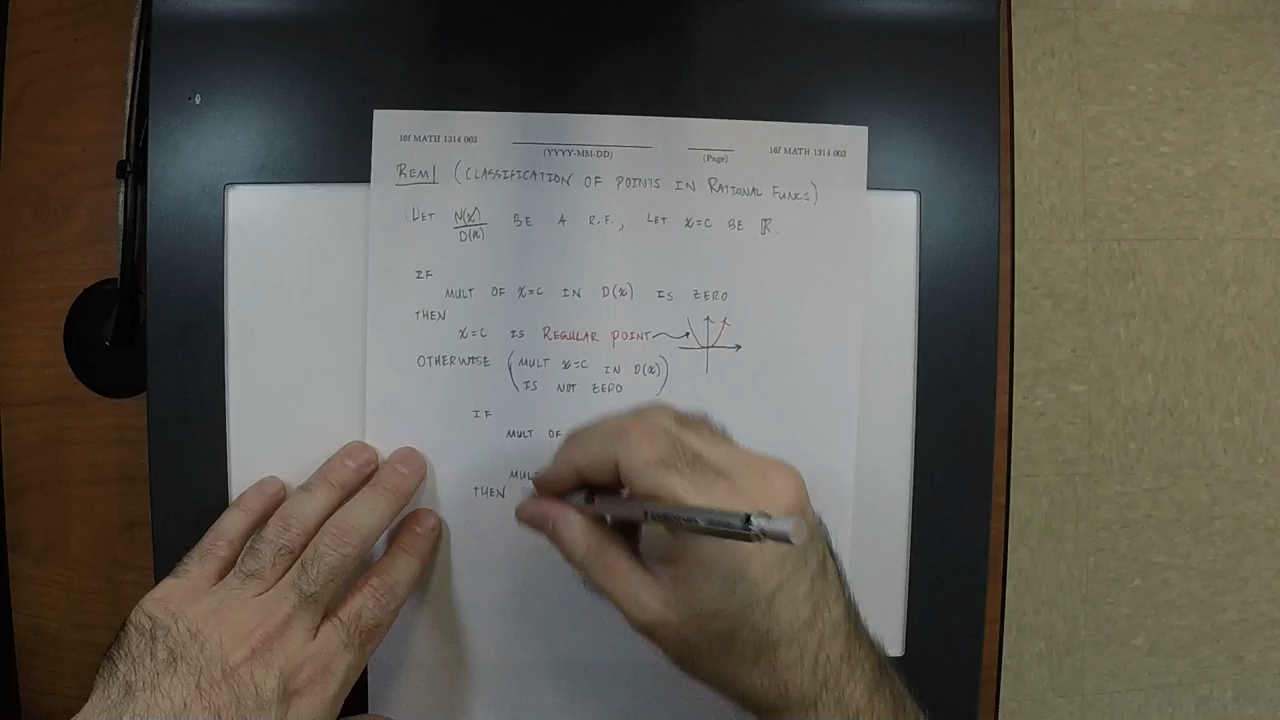 16f MATH 1314 003
(YYYY-MM-DD)
(Page)
16f MATH 1314 003
REM (CLASSIFICATION OF POINTS IN RATIONAL FUNCS)
LET N(x)/D(x) BE A R.F., LET x=C BE ℝ.
IF
MULT OF x=C IN D(x) IS ZERO
THEN
x=C IS REGULAR POINT
OTHERWISE (MULT x=C IN D(x)
IS NOT ZERO)
IF
MULT OF
THEN